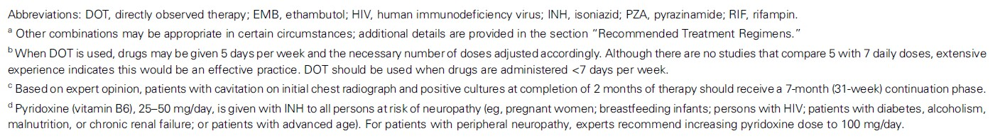 Abbreviations: DOT, directly observed therapy; EMB, ethambutol; HIV, human immunodeficiency virus; INH, isoniazid; PZA, pyrazinamide; RIF, rifampin.
a Other combinations may be appropriate in certain circumstances; additional details are provided in the section “Recommended Treatment Regimens.”
b When DOT is used, drugs may be given 5 days per week and the necessary number of doses adjusted accordingly. Although there are no studies that compare 5 with 7 daily doses, extensive
experience indicates this would be an effective practice. DOT should be used when drugs are administered <7 days per week.
c Based on expert opinion, patients with cavitation on initial chest radiograph and positive cultures at completion of 2 months of therapy should receive a 7-month (31-week) continuation phase.
d Pyridoxine (vitamin B6), 25–50 mg/day, is given with INH to all persons at risk of neuropathy (eg, pregnant women; breastfeeding infants; persons with HIV; patients with diabetes, alcoholism,
malnutrition, or chronic renal failure; or patients with advanced age). For patients with peripheral neuropathy, experts recommend increasing pyridoxine dose to 100 mg/day.